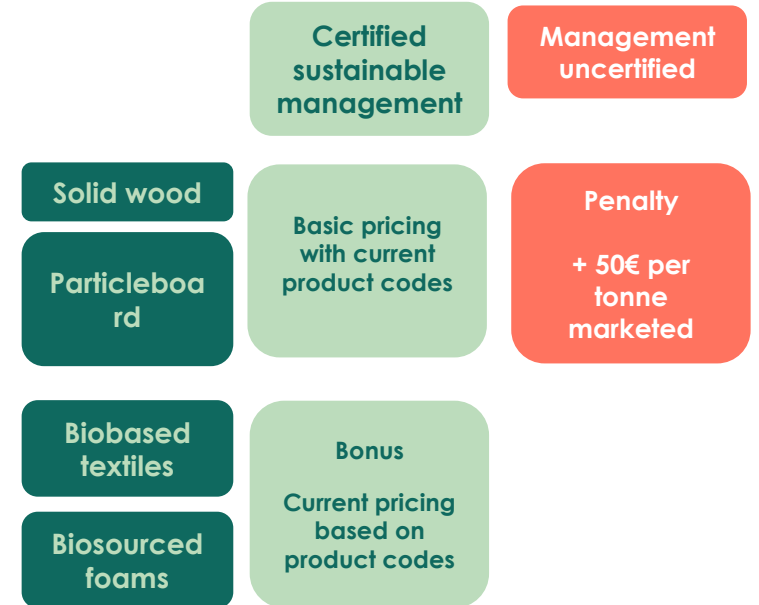 Certified
sustainable
management
Management
uncertified
Solid wood
Particleboa
rd
Basic pricing
with current
product codes
Penalty
+ 50€ per
tonne
marketed
Biobased
textiles
Biosourced
foams
Bonus
Current pricing
based on
product codes